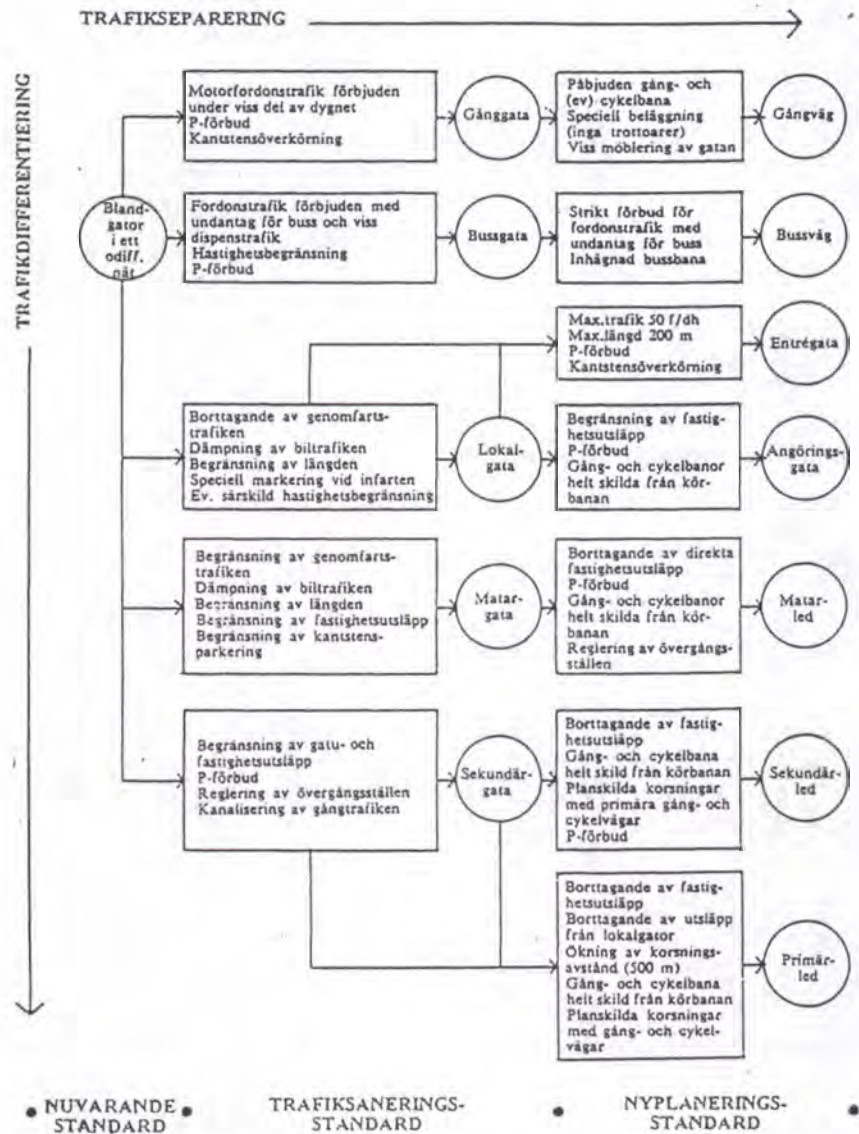 TRAFIKSEPARERING
TRAFIKDIFFERENTIERING
Bland-
gator
i ett
odiff.
nät
Motorfordonstrafik förbjuden
under viss del av dygnet
P-förbud
Kantstensöverkörning
Gånggata
Påbjuden gång- och
(ev) cykelbana
Speciell beläggning
(inga trottoarer)
Viss möblering av gatan
Gångväg
Fordonstrafik förbjuden med
undantag för buss och viss
dispenstrafik
Hastighetsbegränsning
P-förbud
Bussgata
Strikt förbud för
fordonstrafik med
undantag för buss
Inhägnad bussbana
Bussväg
Max.trafik 50 f/dh
Max.längd 200 m
P-förbud
Kantstensöverkörning
Entrégata
Borttagande av genomfarts-
trafiken
Dämpning av biltrafiken
Begränsning av längden
Speciell markering vid infarten
Ev. särskild hastighetsbegränsning
Lokal-
gata
Begränsning av fastig-
hetsutsläpp
P-förbud
Gång- och cykelbanor
helt skilda från kör-
banan
Angörings-
gata
Begränsning av genomfarts-
trafiken
Dämpning av biltrafiken
Begränsning av längden
Begränsning av fastighetsutsläpp
Begränsning av kantstens-
parkering
Matar-
gata
Borttagande av direkta
fastighetsutsläpp
P-förbud
Gång- och cykelbanor
helt skilda från kör-
banan
Reglering av övergångs-
ställen
Matar-
led
Begränsning av gatu- och
fastighetsutsläpp
P-förbud
Reglering av övergångsställen
Kanalisering av gångtrafiken
Sekundär-
gata
Borttagande av fastig-
hetsutsläpp
Gång- och cykelbana
helt skild från körbanan
Planskilda korsningar
med primära gång- och
cykelvägar
P-förbud
Sekundär-
led
Borttagande av fastig-
hetsutsläpp
Borttagande av utsläpp
från lokalgator
Ökning av korsnings-
avstånd (500 m)
Gång- och cykelbana
helt skild från körbanan
Planskilda korsningar
med gång- och cykel-
vägar
Primär-
led
• NUVARANDE •
STANDARD
TRAFIKSANERINGS-
STANDARD
• NYPLANERINGS- •
STANDARD